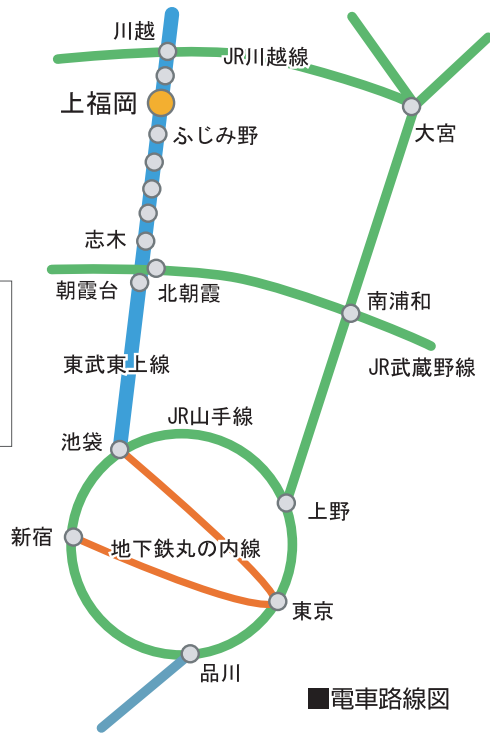 川越
JR川越線
上福岡
大宮
ふじみ野
志木
朝霞台
北朝霞
南浦和
東武東上線
JR武蔵野線
JR山手線
池袋
上野
新宿
地下鉄丸の内線
東京
品川
■電車路線図